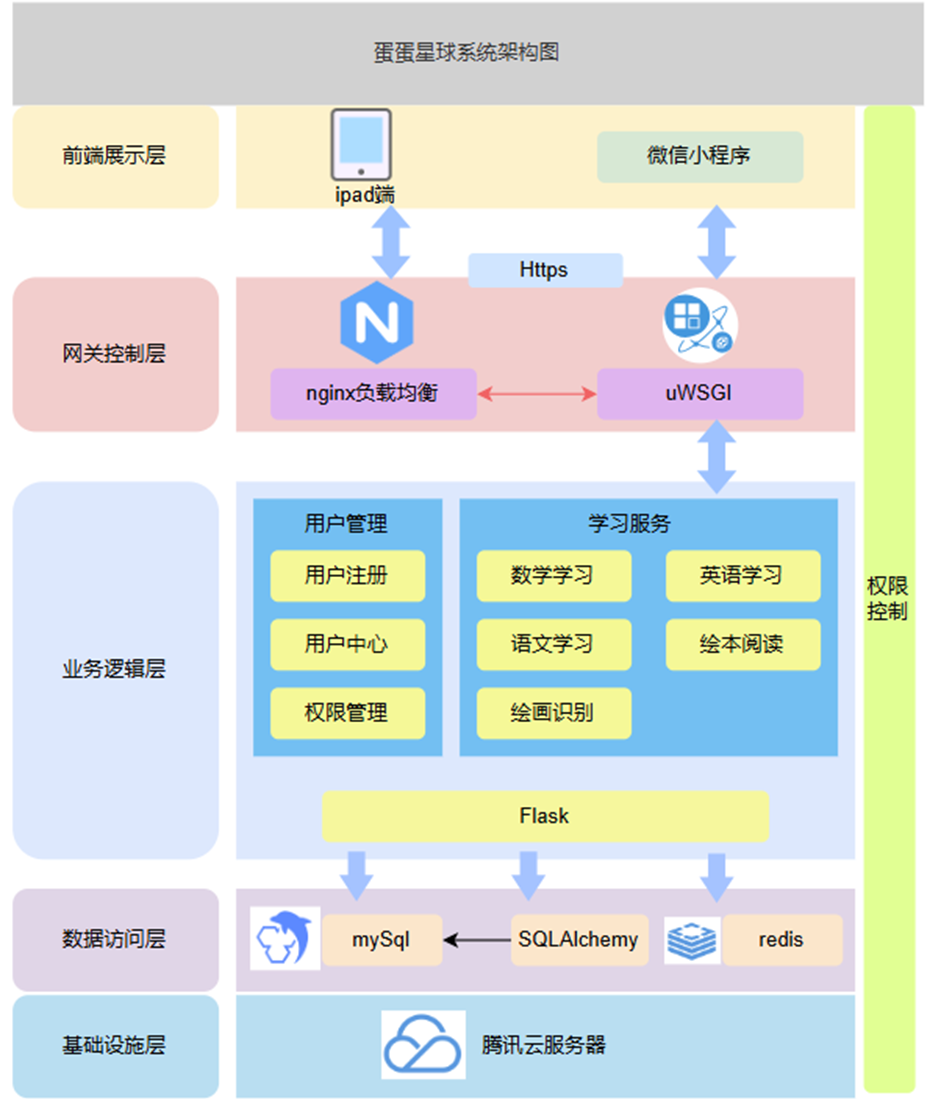 蛋蛋星球系统架构图
前端展示层
ipad端
微信小程序
Https
网关控制层
N
nginx负载均衡
uWSGI
业务逻辑层
用户管理
用户注册
用户中心
权限管理
学习服务
数学学习
英语学习
语文学习
绘本阅读
绘画识别
Flask
数据访问层
mySql
SQLAlchemy
redis
基础设施层
腾讯云服务器
权限
控制